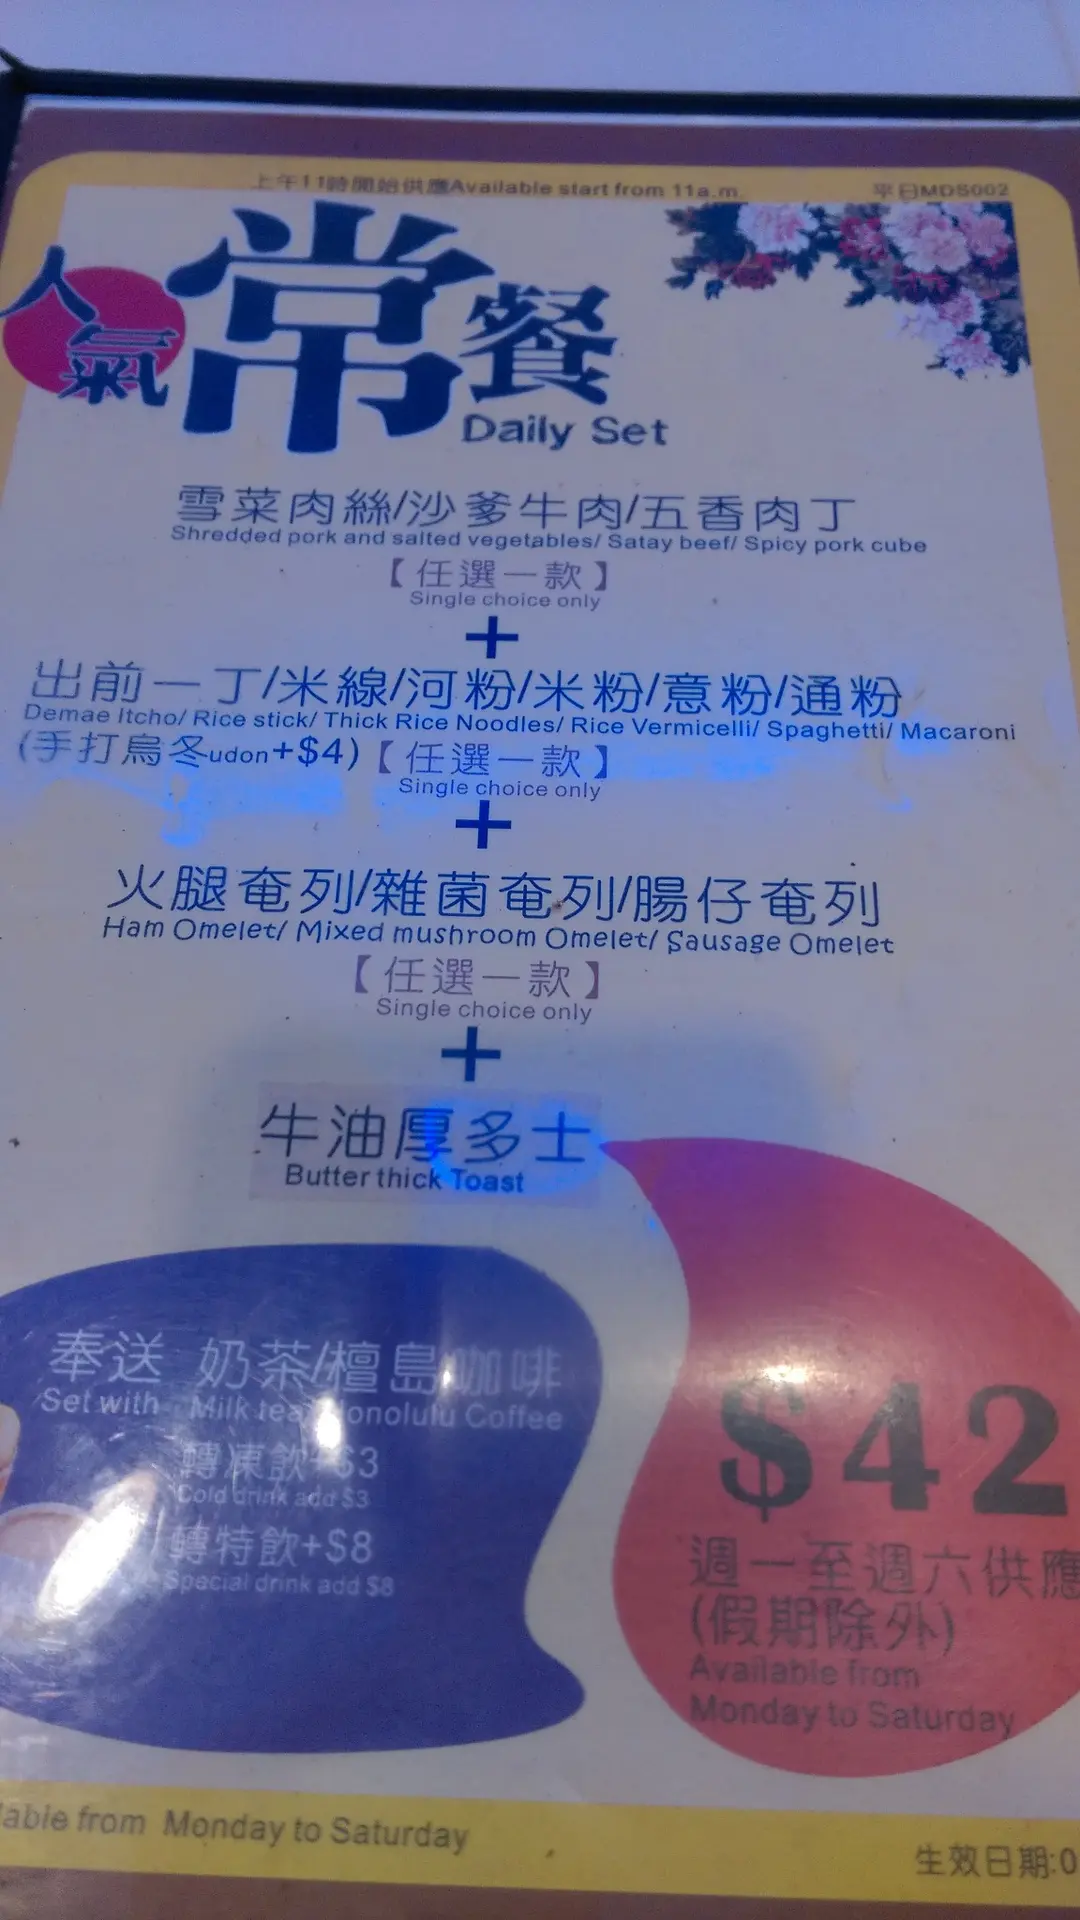 上午11時開始供應Available start from 11a.m.
平日MDS002
人氣
常餐
Daily Set
雪菜肉絲/沙爹牛肉/五香肉丁
Shredded pork and salted vegetables/ Satay beef/ Spicy pork cube
【任選一款】
Single choice only
+
出前一丁/米線/河粉/米粉/意粉/通粉
Demae Itcho/ Rice stick/ Thick Rice Noodles/ Rice Vermicelli/ Spaghetti/ Macaroni
(手打烏冬udon+$4)【任選一款】
Single choice only
+
火腿奄列/雜菌奄列/腸仔奄列
Ham Omelet/ Mixed mushroom Omelet/ Sausage Omelet
【任選一款】
Single choice only
+
牛油厚多士
Butter thick Toast
奉送 奶茶/檀島咖啡
Set with Milk tea/Honolulu Coffee
轉凍飲+$3
Cold drink add $3
轉特飲+$8
Special drink add $8
$42
週一至週六供應
(假期除外)
Available from
Monday to Saturday
lable from Monday to Saturday
生效日期:0